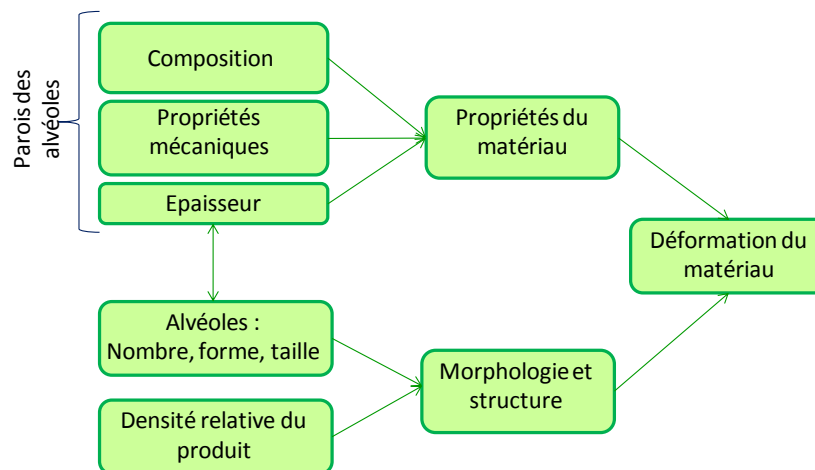 Parois des
alvéoles
Composition
Propriétés
mécaniques
Epaisseur
Propriétés du
matériau
Déformation du
matériau
Alvéoles :
Nombre, forme, taille
Morphologie et
structure
Densité relative du
produit